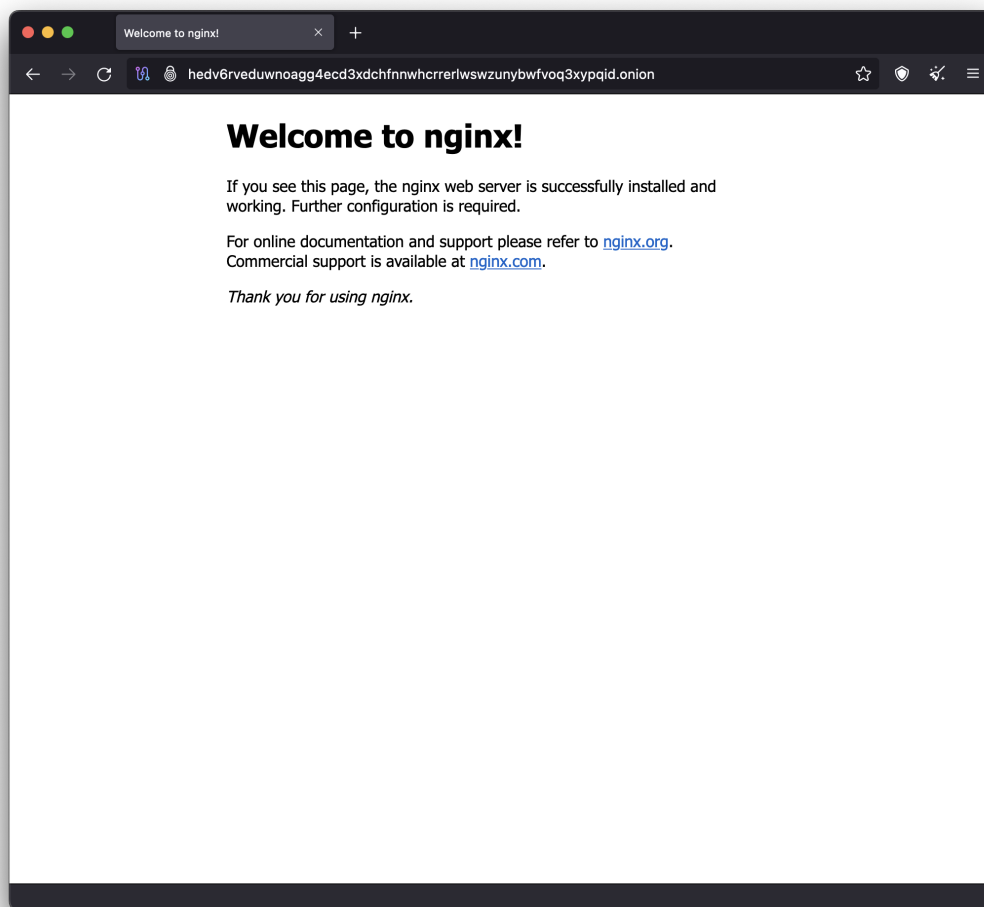 Welcome to nginx!
hedv6rveduwnoagg4ecd3xdchfnnwhcrrerlwswzunybwfvoq3xypqid.onion
Welcome to nginx!
If you see this page, the nginx web server is successfully installed and
working. Further configuration is required.
For online documentation and support please refer to nginx.org.
Commercial support is available at nginx.com.
Thank you for using nginx.